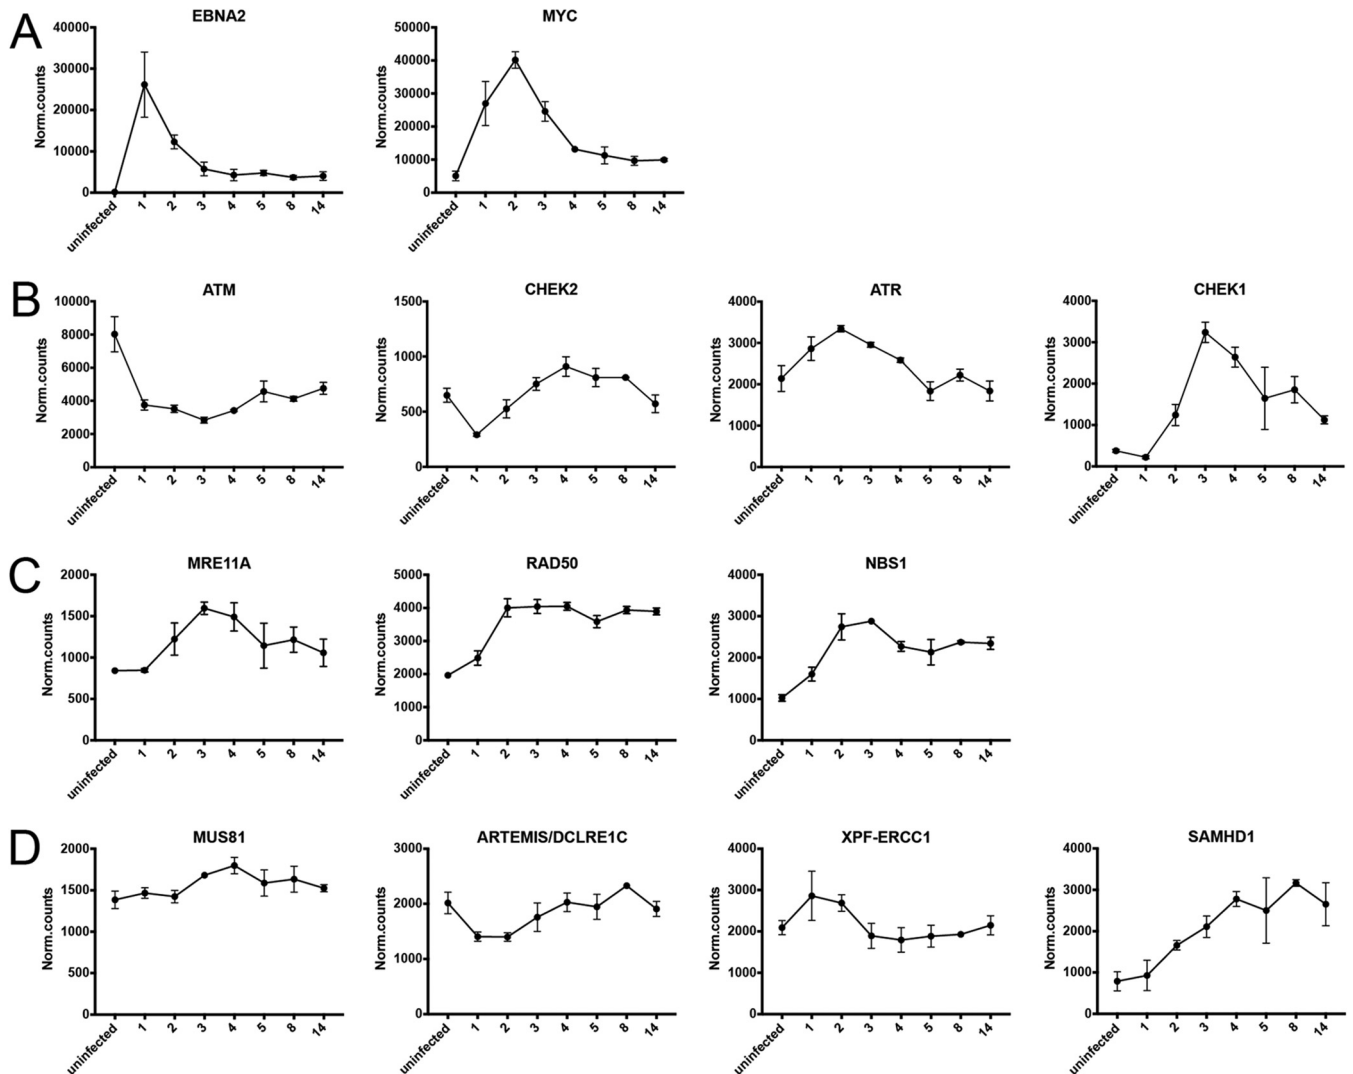 A
EBNA2
Norm.counts
40000
30000
20000
10000
0
uninfected 1 2 3 4 5 8 14
MYC
Norm.counts
50000
40000
30000
20000
10000
0
uninfected 1 2 3 4 5 8 14
B
ATM
Norm.counts
10000
8000
6000
4000
2000
0
uninfected 1 2 3 4 5 8 14
CHEK2
Norm.counts
1500
1000
500
0
uninfected 1 2 3 4 5 8 14
ATR
Norm.counts
4000
3000
2000
1000
0
uninfected 1 2 3 4 5 8 14
CHEK1
Norm.counts
4000
3000
2000
1000
0
uninfected 1 2 3 4 5 8 14
C
MRE11A
Norm.counts
2000
1500
1000
500
0
uninfected 1 2 3 4 5 8 14
RAD50
Norm.counts
5000
4000
3000
2000
1000
0
uninfected 1 2 3 4 5 8 14
NBS1
Norm.counts
4000
3000
2000
1000
0
uninfected 1 2 3 4 5 8 14
D
MUS81
Norm.counts
2000
1500
1000
500
0
uninfected 1 2 3 4 5 8 14
ARTEMIS/DCLRE1C
Norm.counts
3000
2000
1000
0
uninfected 1 2 3 4 5 8 14
XPF-ERCC1
Norm.counts
4000
3000
2000
1000
0
uninfected 1 2 3 4 5 8 14
SAMHD1
Norm.counts
4000
3000
2000
1000
0
uninfected 1 2 3 4 5 8 14